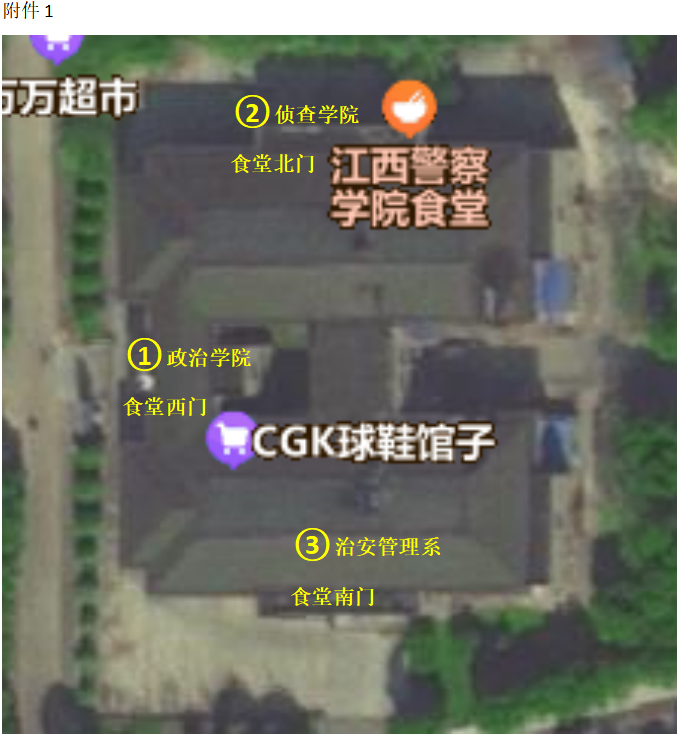 附件 1
万万超市
② 侦查学院
食堂北门
江西警察
学院食堂
① 政治学院
食堂西门
CGK球鞋馆子
③ 治安管理系
食堂南门